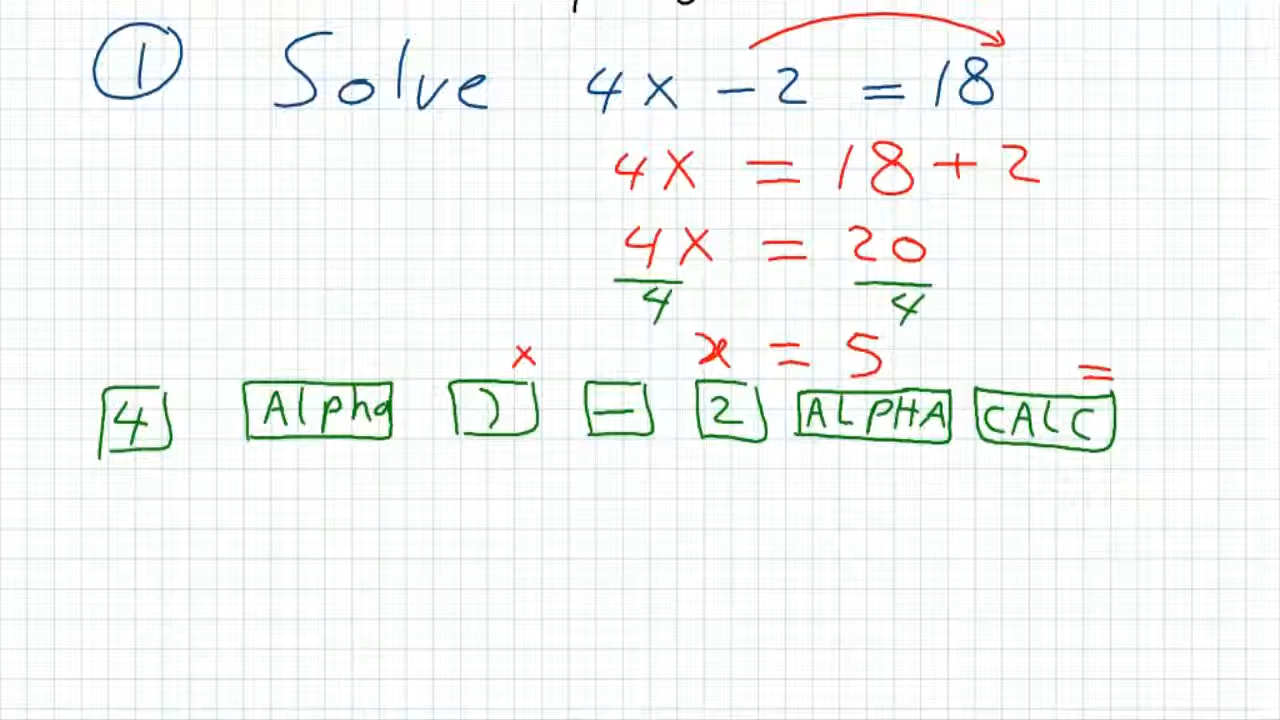 ① Solve 4x - 2 = 18
4x = 18 + 2
4x = 20
4 4
x = 5
x =
4 Alpha ) - 2 ALPHA CALC